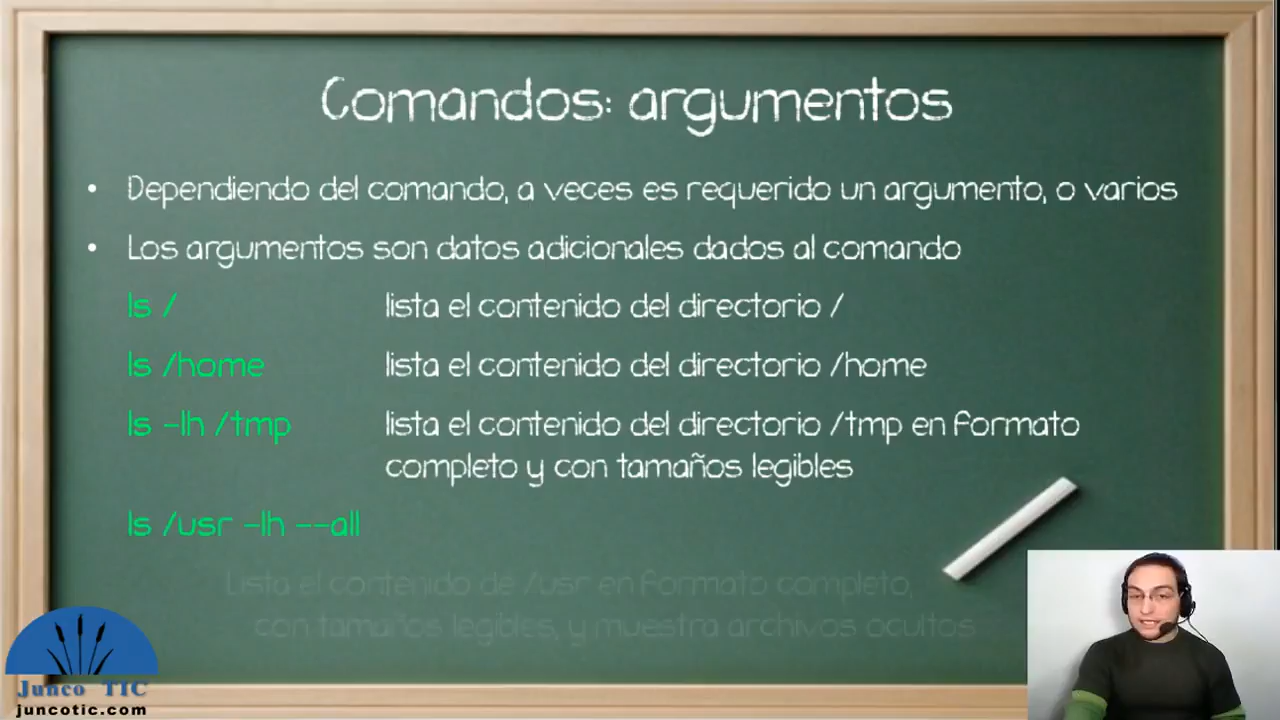 Comandos: argumentos
• Dependiendo del comando, a veces es requerido un argumento, o varios
• Los argumentos son datos adicionales dados al comando
ls / lista el contenido del directorio /
ls /home lista el contenido del directorio /home
ls -lh /tmp lista el contenido del directorio /tmp en formato
completo y con tamaños legibles
ls /usr -lh --all
Lista el contenido de /usr en formato completo,
con tamaños legibles, y muestra archivos ocultos
Junco TIC
juncotic.com